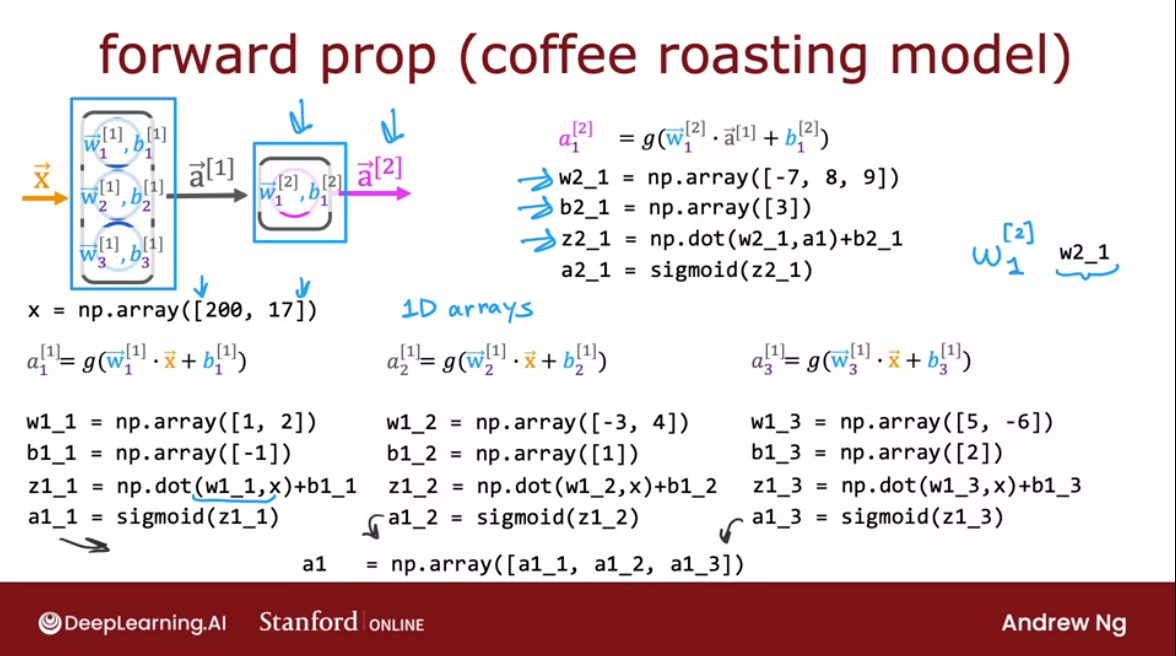 forward prop (coffee roasting model)
x⃗
w⃗₁^[1], b₁^[1]
w⃗₂^[1], b₂^[1]
w⃗₃^[1], b₃^[1]
a⃗^[1]
w⃗₁^[2], b₁^[2]
a⃗^[2]
a₁^[2] = g(w⃗₁^[2] · a⃗^[1] + b₁^[2])
w2_1 = np.array([-7, 8, 9])
b2_1 = np.array([3])
z2_1 = np.dot(w2_1,a1)+b2_1
a2_1 = sigmoid(z2_1)
w₁^[2] w2_1
x = np.array([200, 17])
1D arrays
a₁^[1]= g(w⃗₁^[1] · x⃗ + b₁^[1])
w1_1 = np.array([1, 2])
b1_1 = np.array([-1])
z1_1 = np.dot(w1_1,x)+b1_1
a1_1 = sigmoid(z1_1)
a₂^[1]= g(w⃗₂^[1] · x⃗ + b₂^[1])
w1_2 = np.array([-3, 4])
b1_2 = np.array([1])
z1_2 = np.dot(w1_2,x)+b1_2
a1_2 = sigmoid(z1_2)
a₃^[1]= g(w⃗₃^[1] · x⃗ + b₃^[1])
w1_3 = np.array([5, -6])
b1_3 = np.array([2])
z1_3 = np.dot(w1_3,x)+b1_3
a1_3 = sigmoid(z1_3)
a1 = np.array([a1_1, a1_2, a1_3])
DeepLearning.AI Stanford | ONLINE Andrew Ng